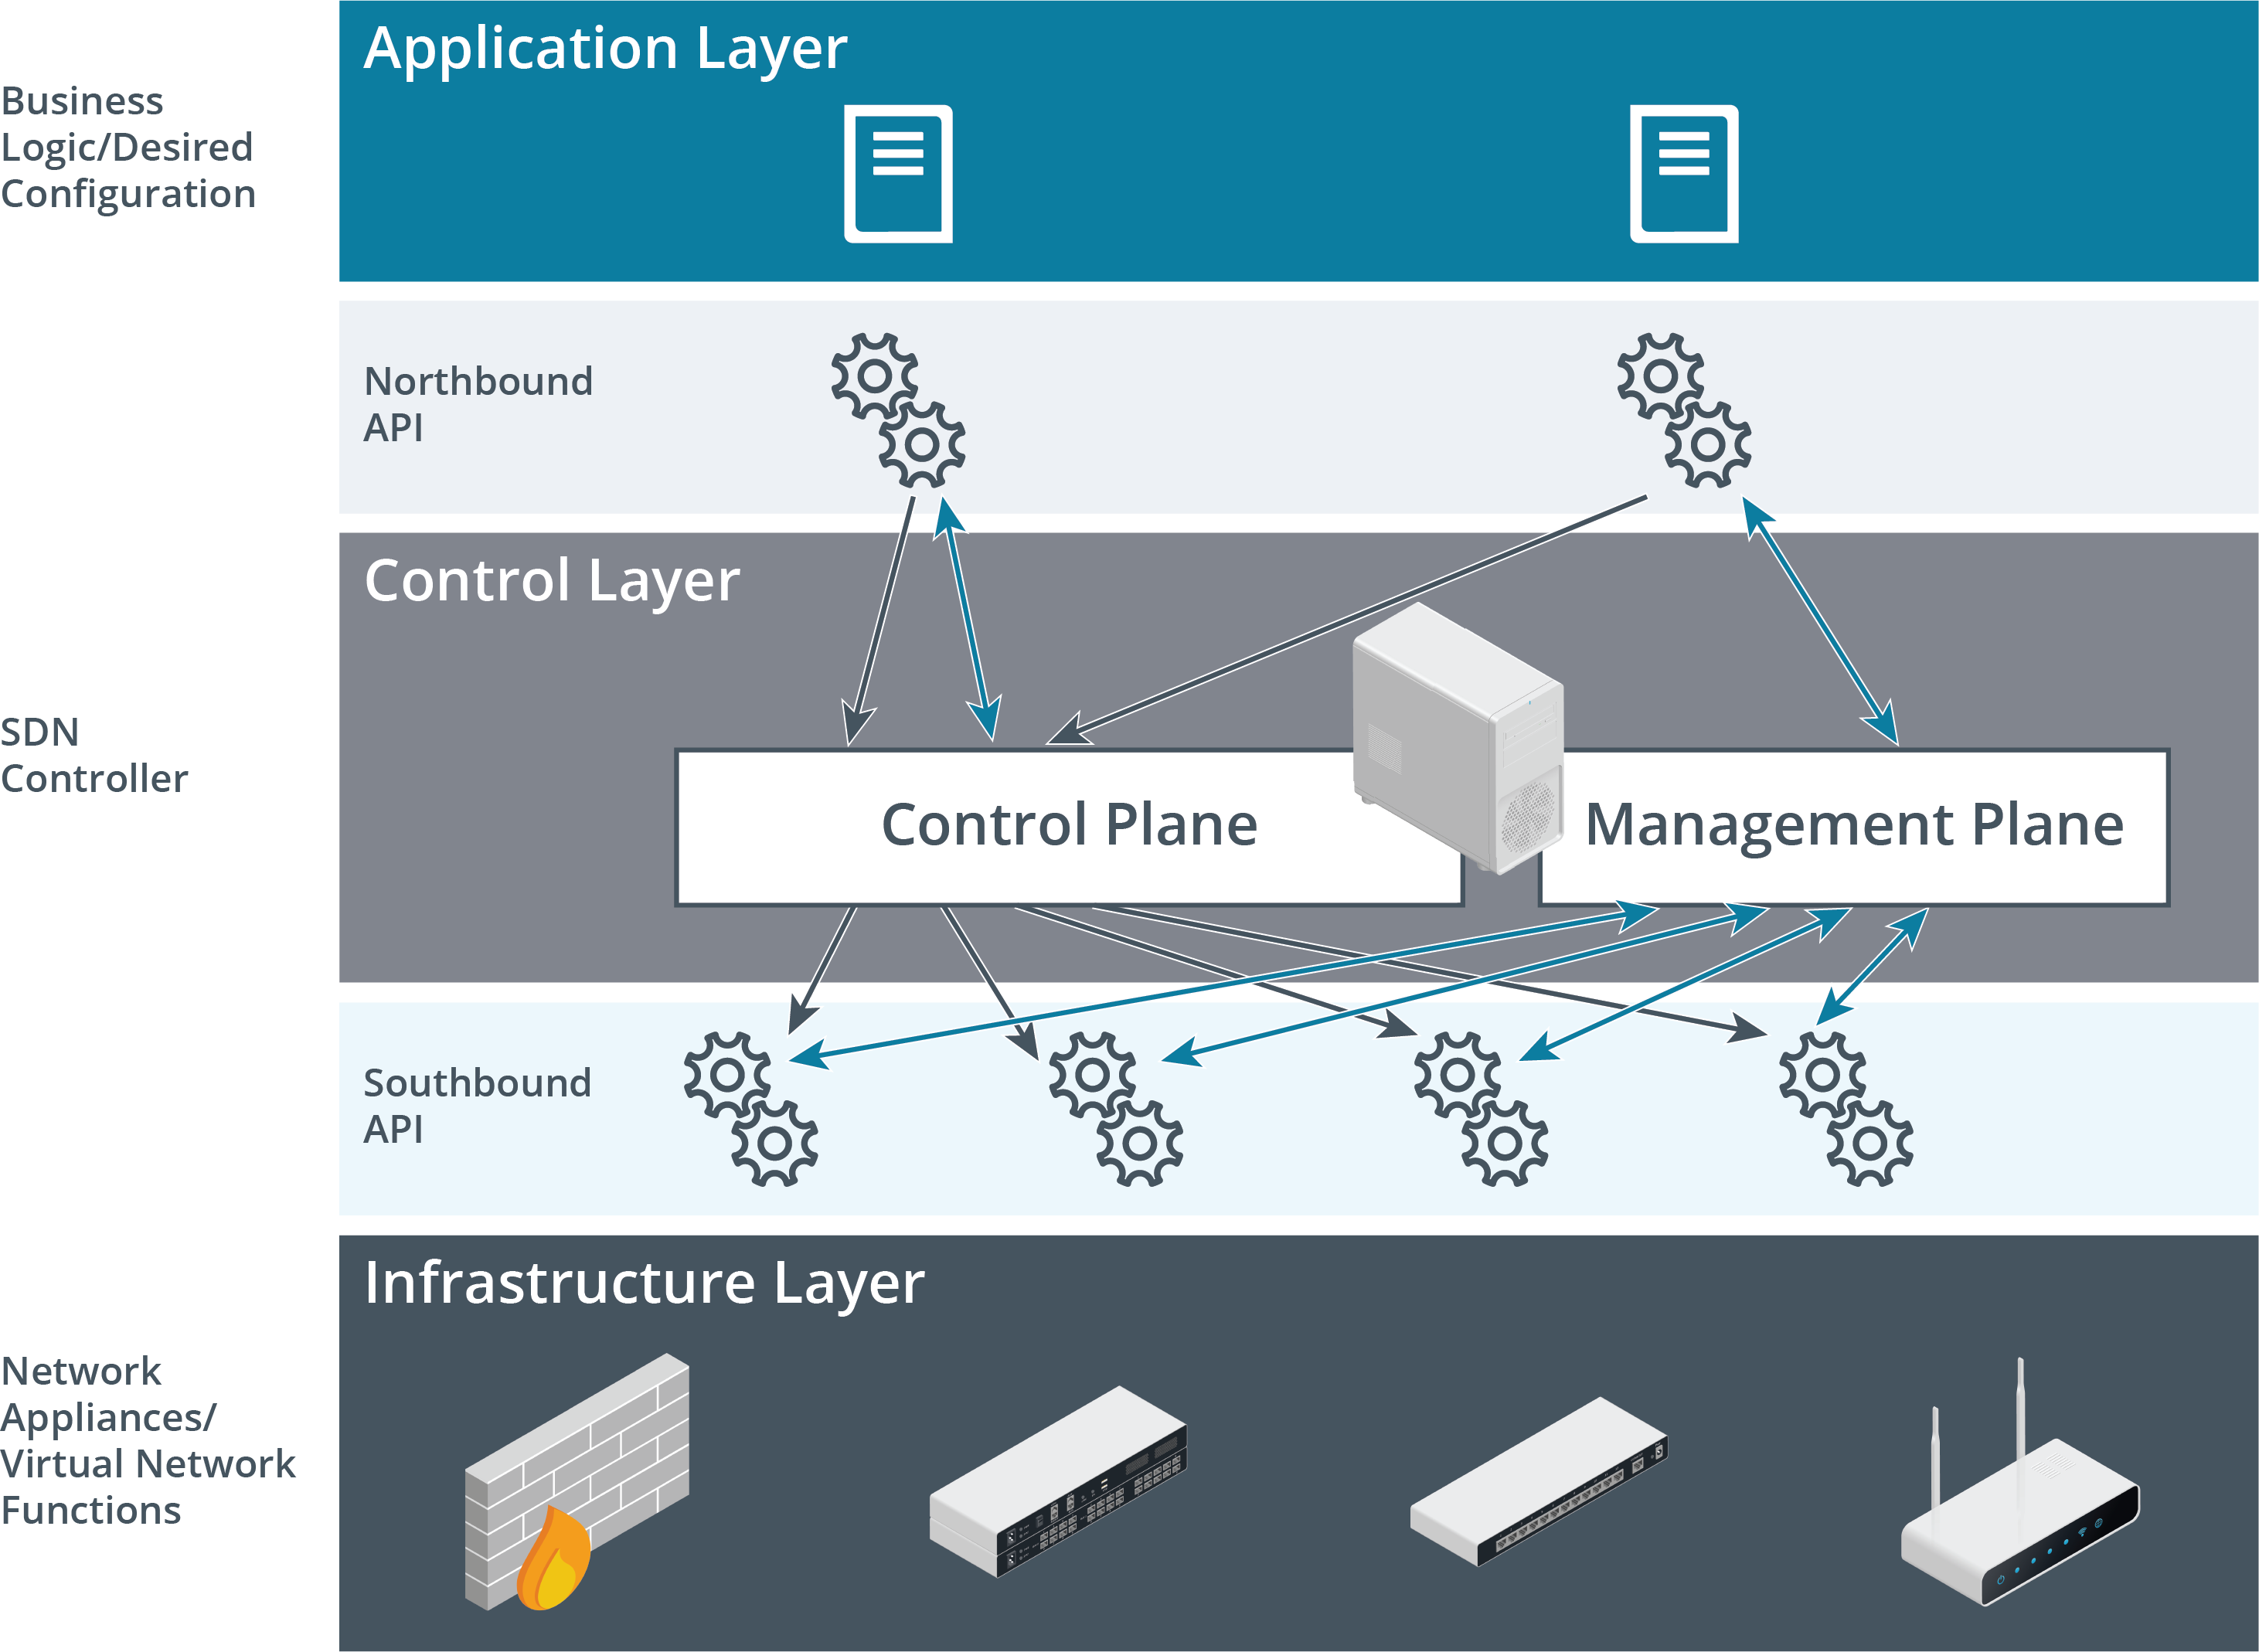 Application Layer
Business
Logic/Desired
Configuration
Northbound
API
Control Layer
SDN
Controller
Control Plane
Management Plane
Southbound
API
Infrastructure Layer
Network
Appliances/
Virtual Network
Functions